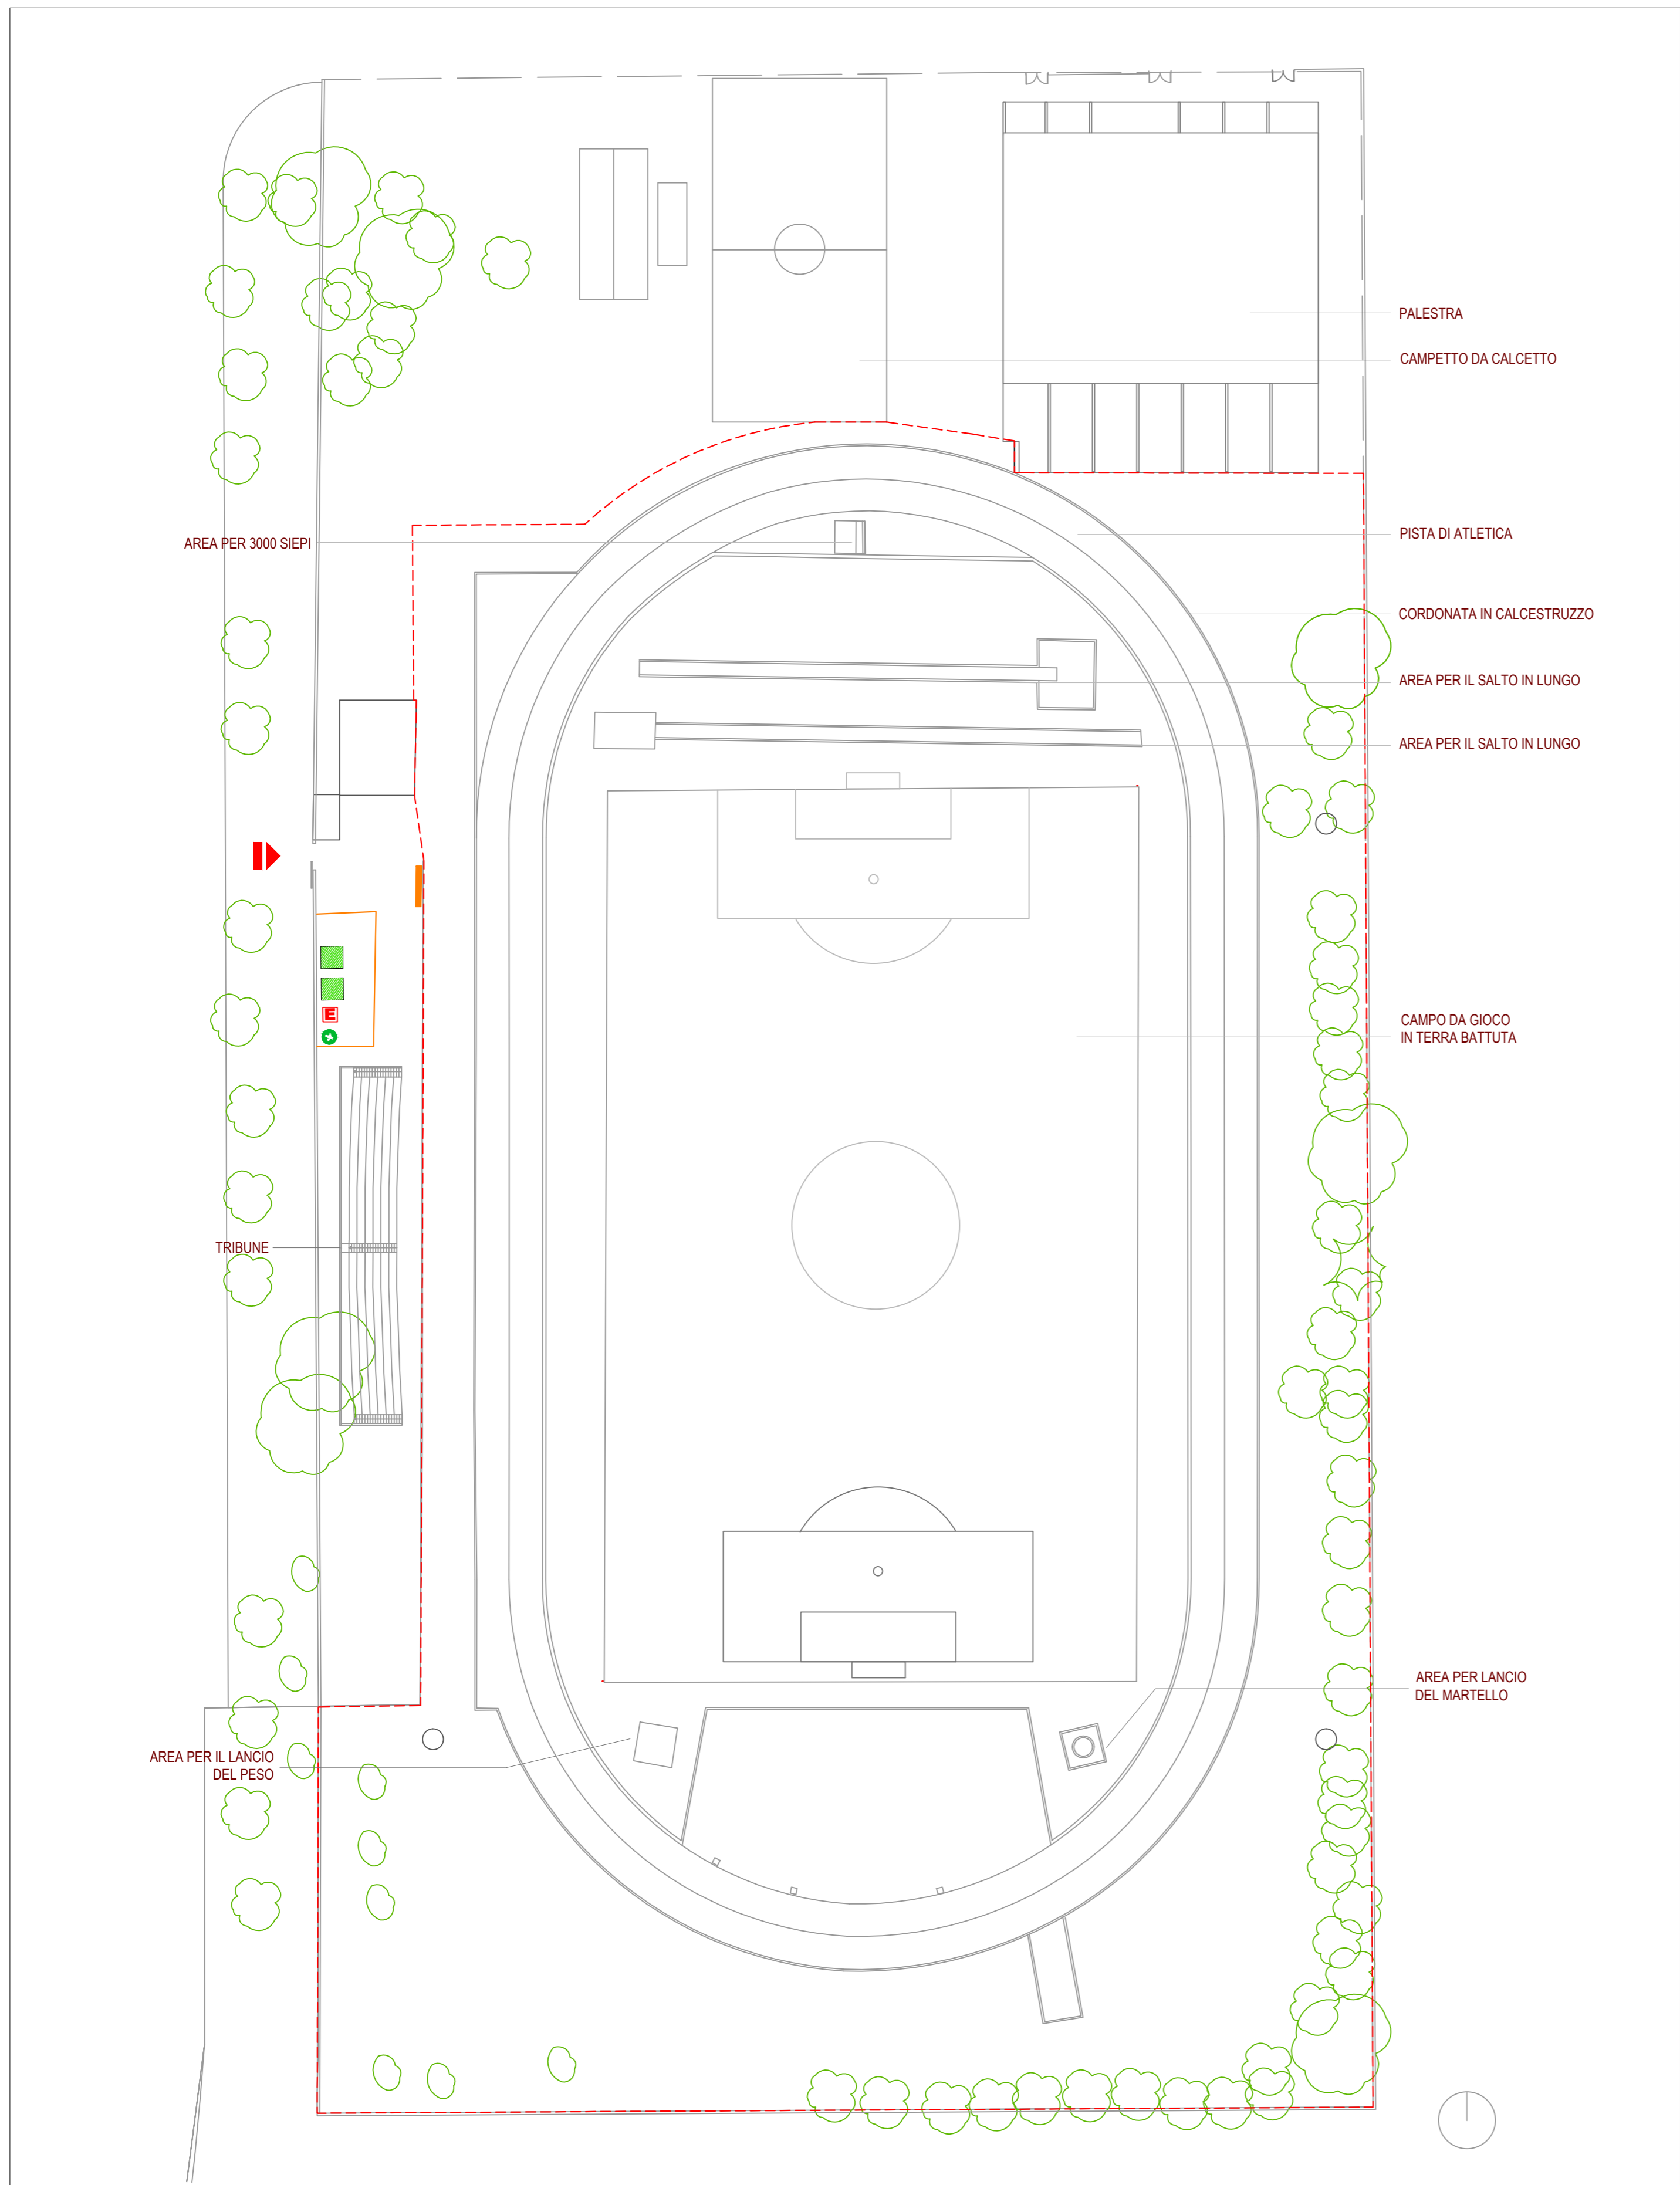 PALESTRA
CAMPETTO DA CALCETTO
PISTA DI ATLETICA
AREA PER 3000 SIEPI
CORDONATA IN CALCESTRUZZO
AREA PER IL SALTO IN LUNGO
AREA PER IL SALTO IN LUNGO
E
CAMPO DA GIOCO
IN TERRA BATTUTA
TRIBUNE
AREA PER LANCIO
DEL MARTELLO
AREA PER IL LANCIO
DEL PESO